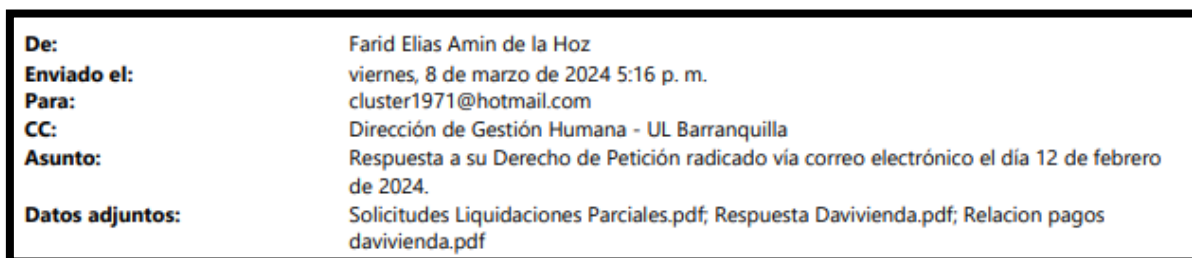 De: Farid Elias Amin de la Hoz
Enviado el: viernes, 8 de marzo de 2024 5:16 p. m.
Para: cluster1971@hotmail.com
CC: Dirección de Gestión Humana - UL Barranquilla
Asunto: Respuesta a su Derecho de Petición radicado vía correo electrónico el día 12 de febrero
de 2024.
Datos adjuntos: Solicitudes Liquidaciones Parciales.pdf; Respuesta Davivienda.pdf; Relacion pagos
davivienda.pdf